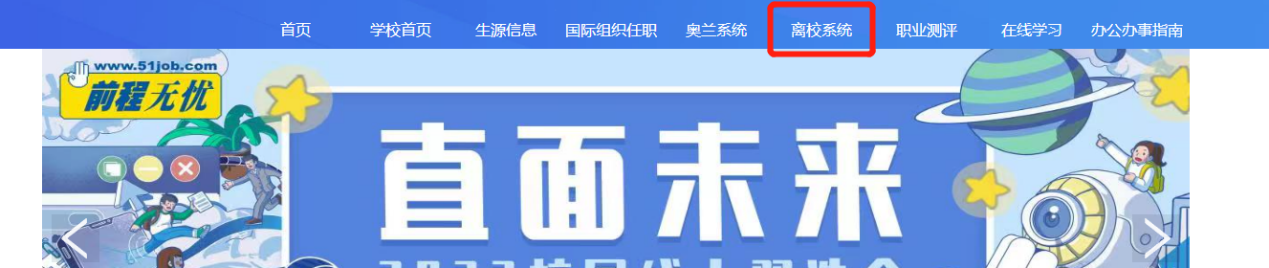 首页 学校首页 生源信息 国际组织任职 奥兰系统 离校系统 职业测评 在线学习 办公办事指南
www.51job.com
前程无忧
直面未来